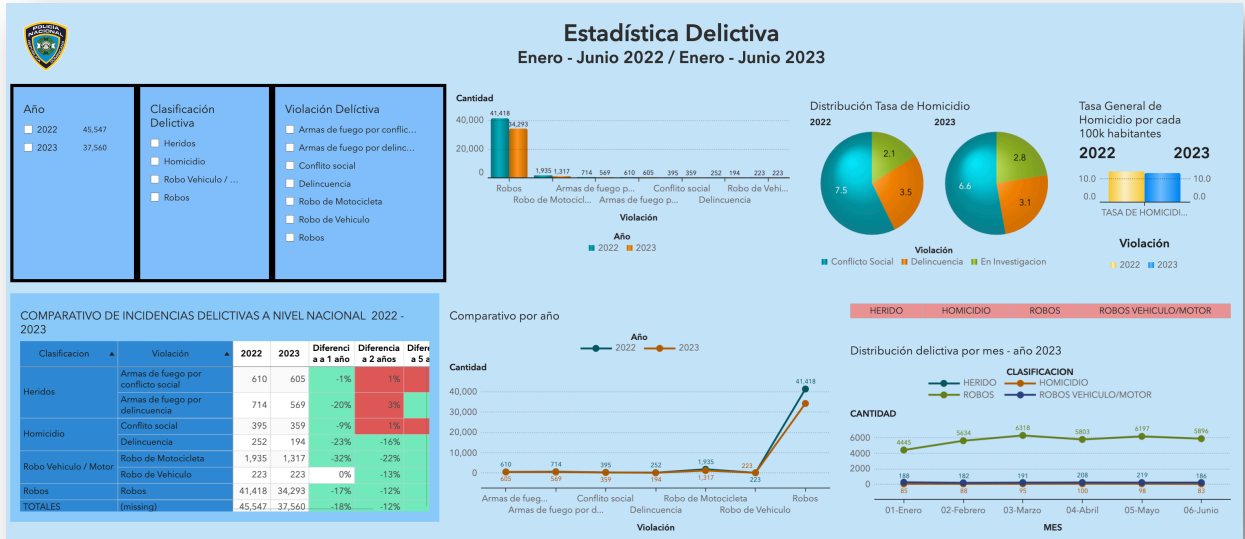 POLICÍA
NACIONAL
Estadística Delictiva
Enero - Junio 2022 / Enero - Junio 2023
Año
2022 45,547
2023 37,560
Clasificación
Delictiva
Heridos
Homicidio
Robo Vehiculo / ...
Robos
Violación Delíctiva
Armas de fuego por conflic...
Armas de fuego por delinc...
Conflito social
Delincuencia
Robo de Motocicleta
Robo de Vehiculo
Robos
Cantidad
41,418
34,293
40,000
20,000
0
1,935 1,317 714 569 610 605 395 359 252 194 223 223
Robos Armas de fuego p... Conflito social Robo de Vehi...
Robo de Motocicl... Armas de fuego p... Delincuencia
Violación
Año
2022 2023
Distribución Tasa de Homicidio
2022 2023
2.1
3.5
7.5
2.8
3.1
6.6
Violación
Conflicto Social Delincuencia En Investigacion
Tasa General de
Homicidio por cada
100k habitantes
2022 2023
10.0 10.0
0.0 0.0
TASA DE HOMICIDI...
Violación
2022 2023
COMPARATIVO DE INCIDENCIAS DELICTIVAS A NIVEL NACIONAL 2022 -
2023
Clasificacion Violación 2022 2023 Diferenci
a a 1 año Diferencia
a 2 años Difere
a 5 a
Heridos Armas de fuego por
conflicto social 610 605 -1% 1%
Armas de fuego por
delincuencia 714 569 -20% 3%
Homicidio Conflito social 395 359 -9% 1%
Delincuencia 252 194 -23% -16%
Robo Vehiculo / Motor Robo de Motocicleta 1,935 1,317 -32% -22%
Robo de Vehiculo 223 223 0% -13%
Robos Robos 41,418 34,293 -17% -12%
TOTALES (missing) 45,547 37,560 -18% -12%
Comparativo por año
Año
2022 2023
Cantidad
40,000
30,000
20,000
10,000
0
41,418
610 714 395 252 1,935 223
605 569 359 194 1,317 223
Armas de fueg... Conflicto social Robo de Motocicleta Robos
Armas de fuego por d... Delincuencia Robo de Vehiculo
Violación
HERIDO HOMICIDIO ROBOS ROBOS VEHICULO/MOTOR
Distribución delictiva por mes - año 2023
CLASIFICACION
HERIDO HOMICIDIO
ROBOS ROBOS VEHICULO/MOTOR
CANTIDAD
6000
4000
2000
0
4445 5634 6318 5803 6197 5896
188 182 191 208 219 186
85 88 95 100 98 83
01-Enero 02-Febrero 03-Marzo 04-Abril 05-Mayo 06-Junio
MES